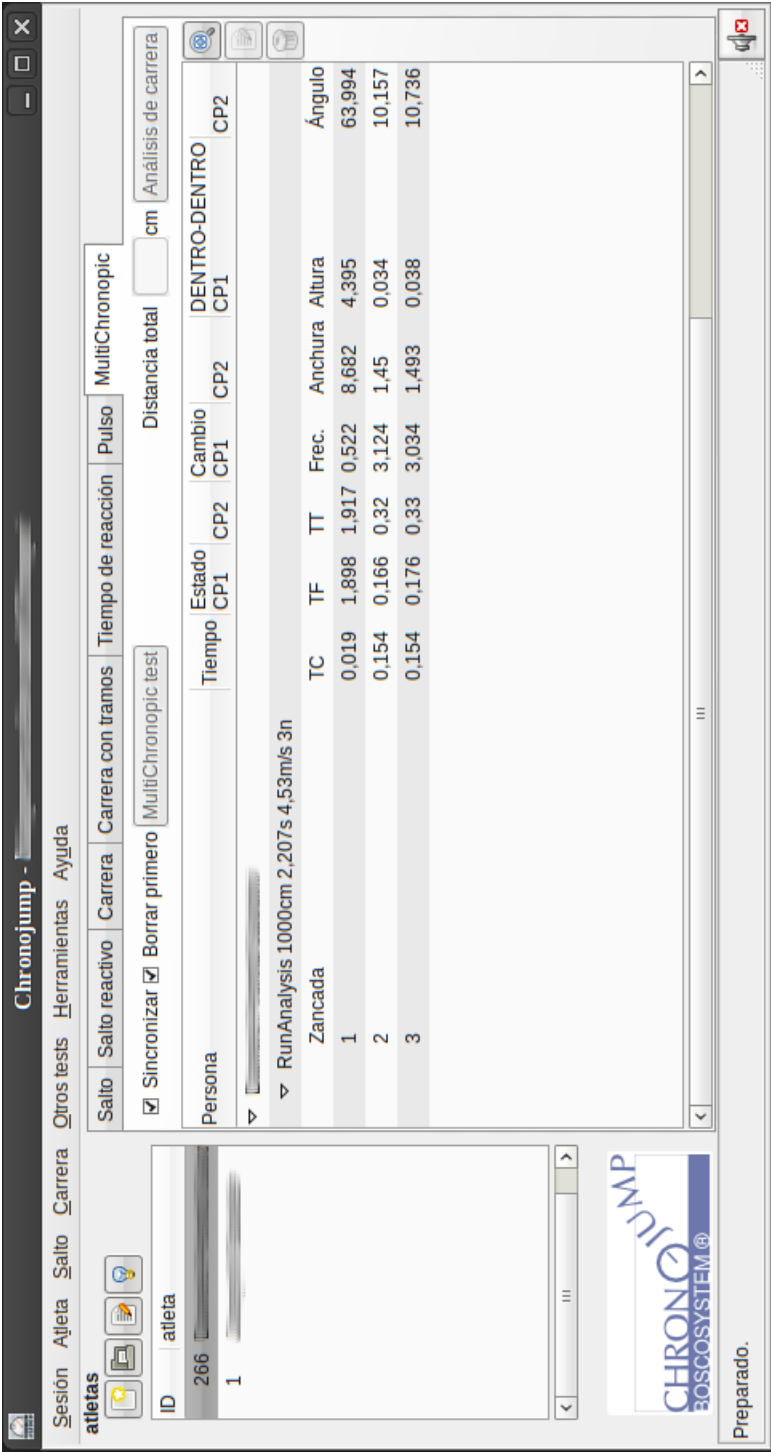 Chronojump -
Sesión Atleta Salto Carrera Otros tests Herramientas Ayuda
atletas
ID atleta
266
1
CHRONOJUMP
BOSCOSYSTEM ®
Salto Salto reactivo Carrera Carrera con tramos Tiempo de reacción Pulso MultiChronopic
Sincronizar Borrar primero MultiChronopic test Distancia total cm Análisis de carrera
Persona Tiempo Estado Cambio DENTRO-DENTRO
CP1 CP2 CP1 CP2 CP1 CP2
RunAnalysis 1000cm 2,207s 4,53m/s 3n
Zancada TC TF TT Frec. Anchura Altura Ángulo
1 0,019 1,898 1,917 0,522 8,682 4,395 63,994
2 0,154 0,166 0,32 3,124 1,45 0,034 10,157
3 0,154 0,176 0,33 3,034 1,493 0,038 10,736
Preparado.